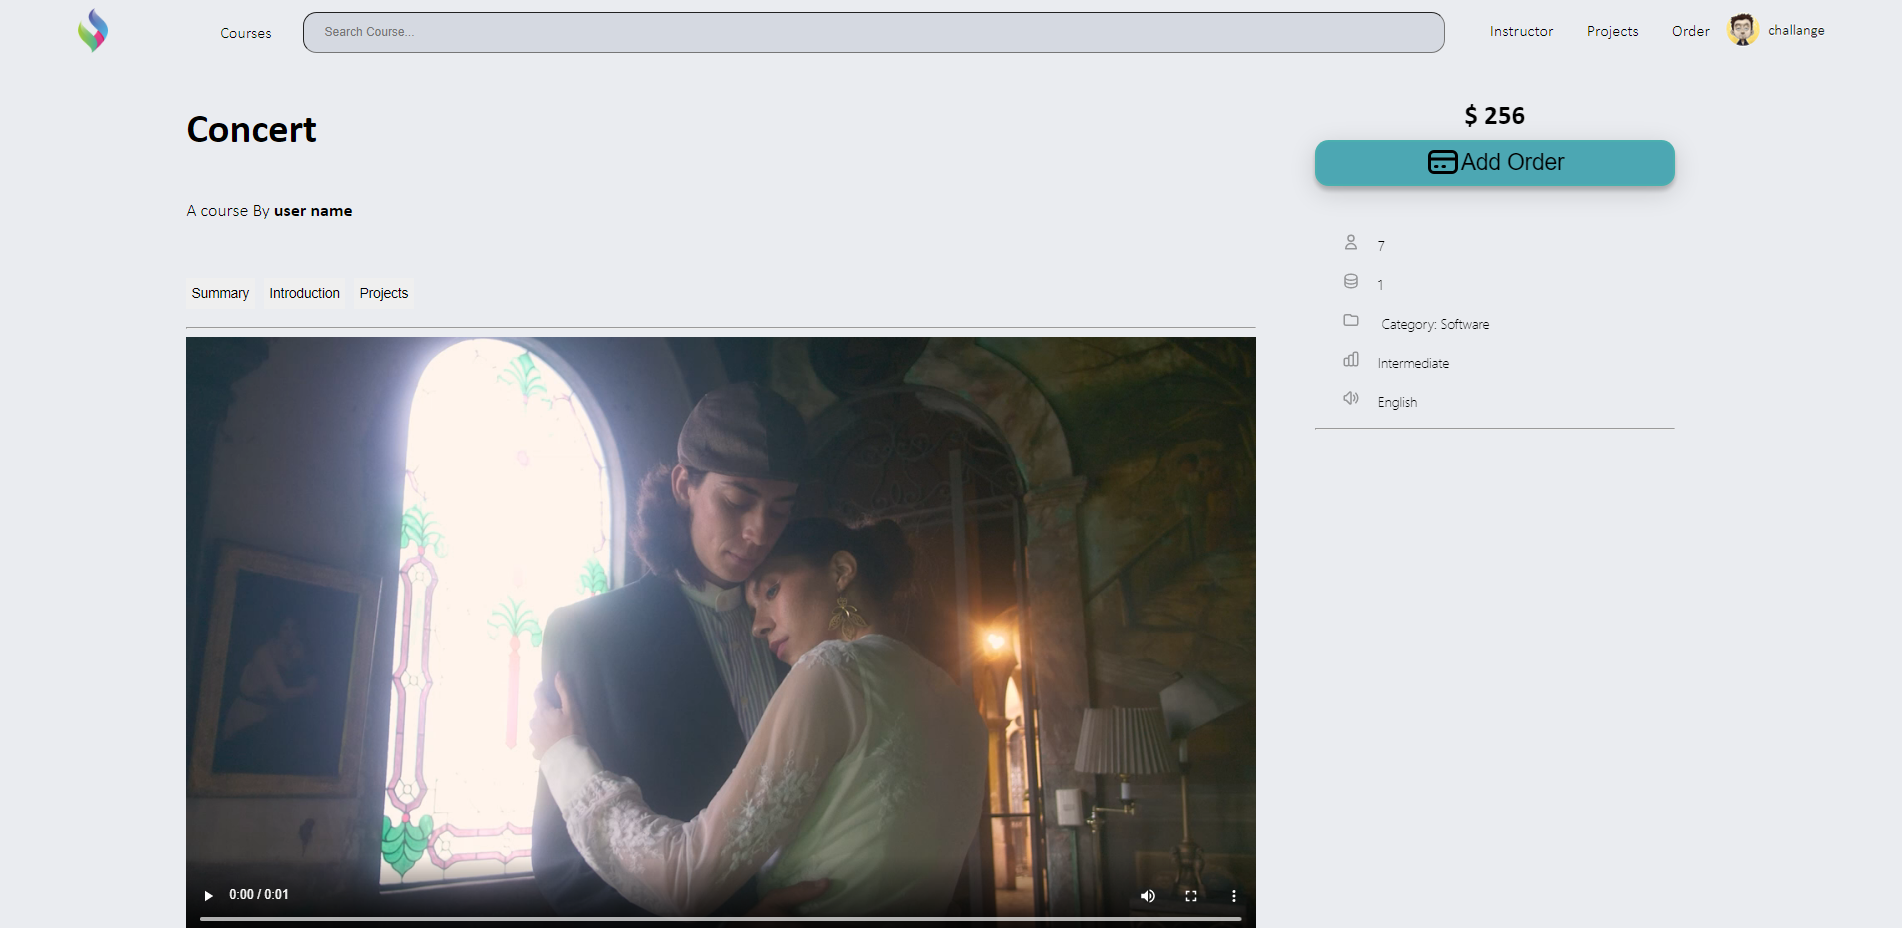 Courses
Search Course...
Instructor
Projects
Order
challange
Concert
A course By user name
Summary
Introduction
Projects
0:00 / 0:01
$ 256
Add Order
7
1
Category: Software
Intermediate
English